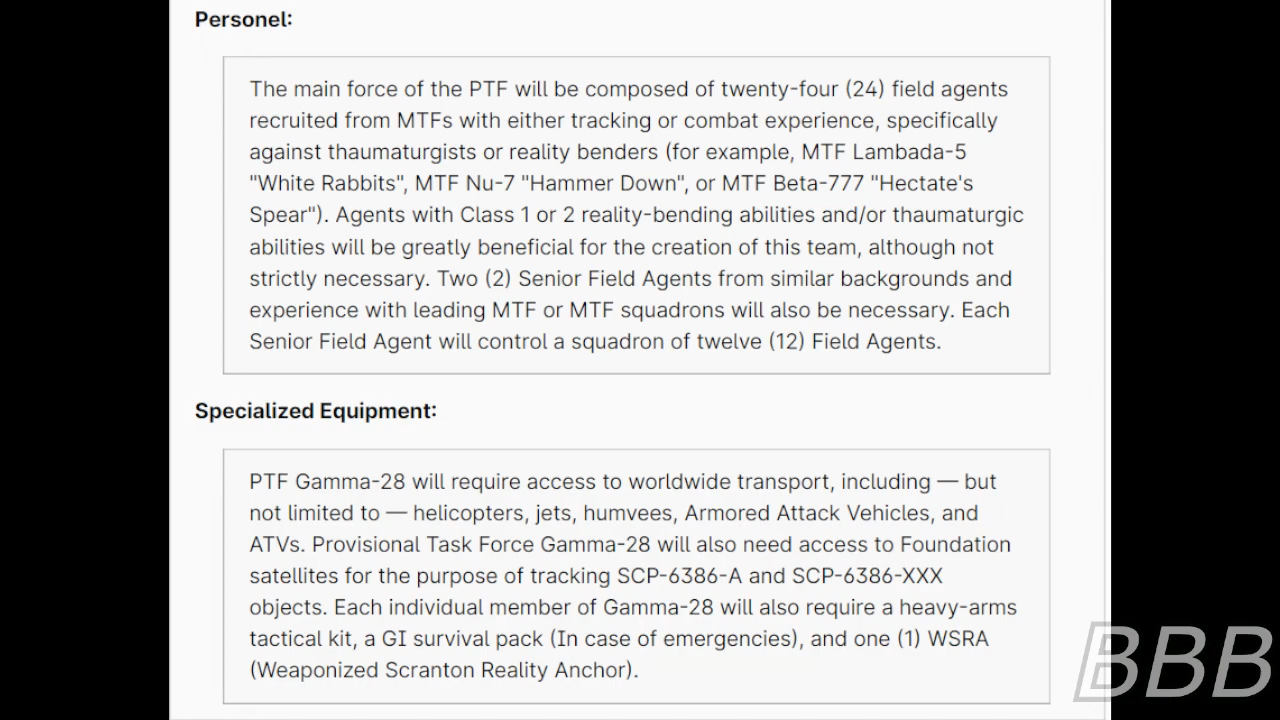 Personel:
The main force of the PTF will be composed of twenty-four (24) field agents
recruited from MTFs with either tracking or combat experience, specifically
against thaumaturgists or reality benders (for example, MTF Lambada-5
"White Rabbits", MTF Nu-7 "Hammer Down", or MTF Beta-777 "Hectate's
Spear"). Agents with Class 1 or 2 reality-bending abilities and/or thaumaturgic
abilities will be greatly beneficial for the creation of this team, although not
strictly necessary. Two (2) Senior Field Agents from similar backgrounds and
experience with leading MTF or MTF squadrons will also be necessary. Each
Senior Field Agent will control a squadron of twelve (12) Field Agents.
Specialized Equipment:
PTF Gamma-28 will require access to worldwide transport, including — but
not limited to — helicopters, jets, humvees, Armored Attack Vehicles, and
ATVs. Provisional Task Force Gamma-28 will also need access to Foundation
satellites for the purpose of tracking SCP-6386-A and SCP-6386-XXX
objects. Each individual member of Gamma-28 will also require a heavy-arms
tactical kit, a GI survival pack (In case of emergencies), and one (1) WSRA
(Weaponized Scranton Reality Anchor).
BBB